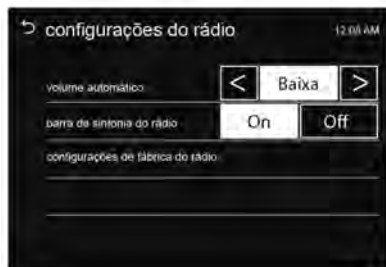 configurações do rádio 12:08 AM
volume automático < Baixa >
barra de sintonia do rádio On Off
configurações de fábrica do rádio